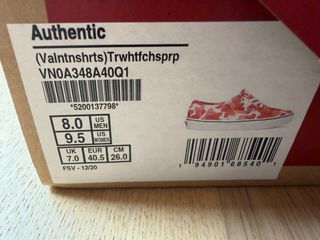 Authentic
(Valntnshrts)Trwhtfchsprp
VN0A348A40Q1
*5200137798*
8.0 US MEN
9.5 US WOMEN
UK EUR CM
7.0 40.5 26.0
FSV - 12/20
1 94901 68540 1